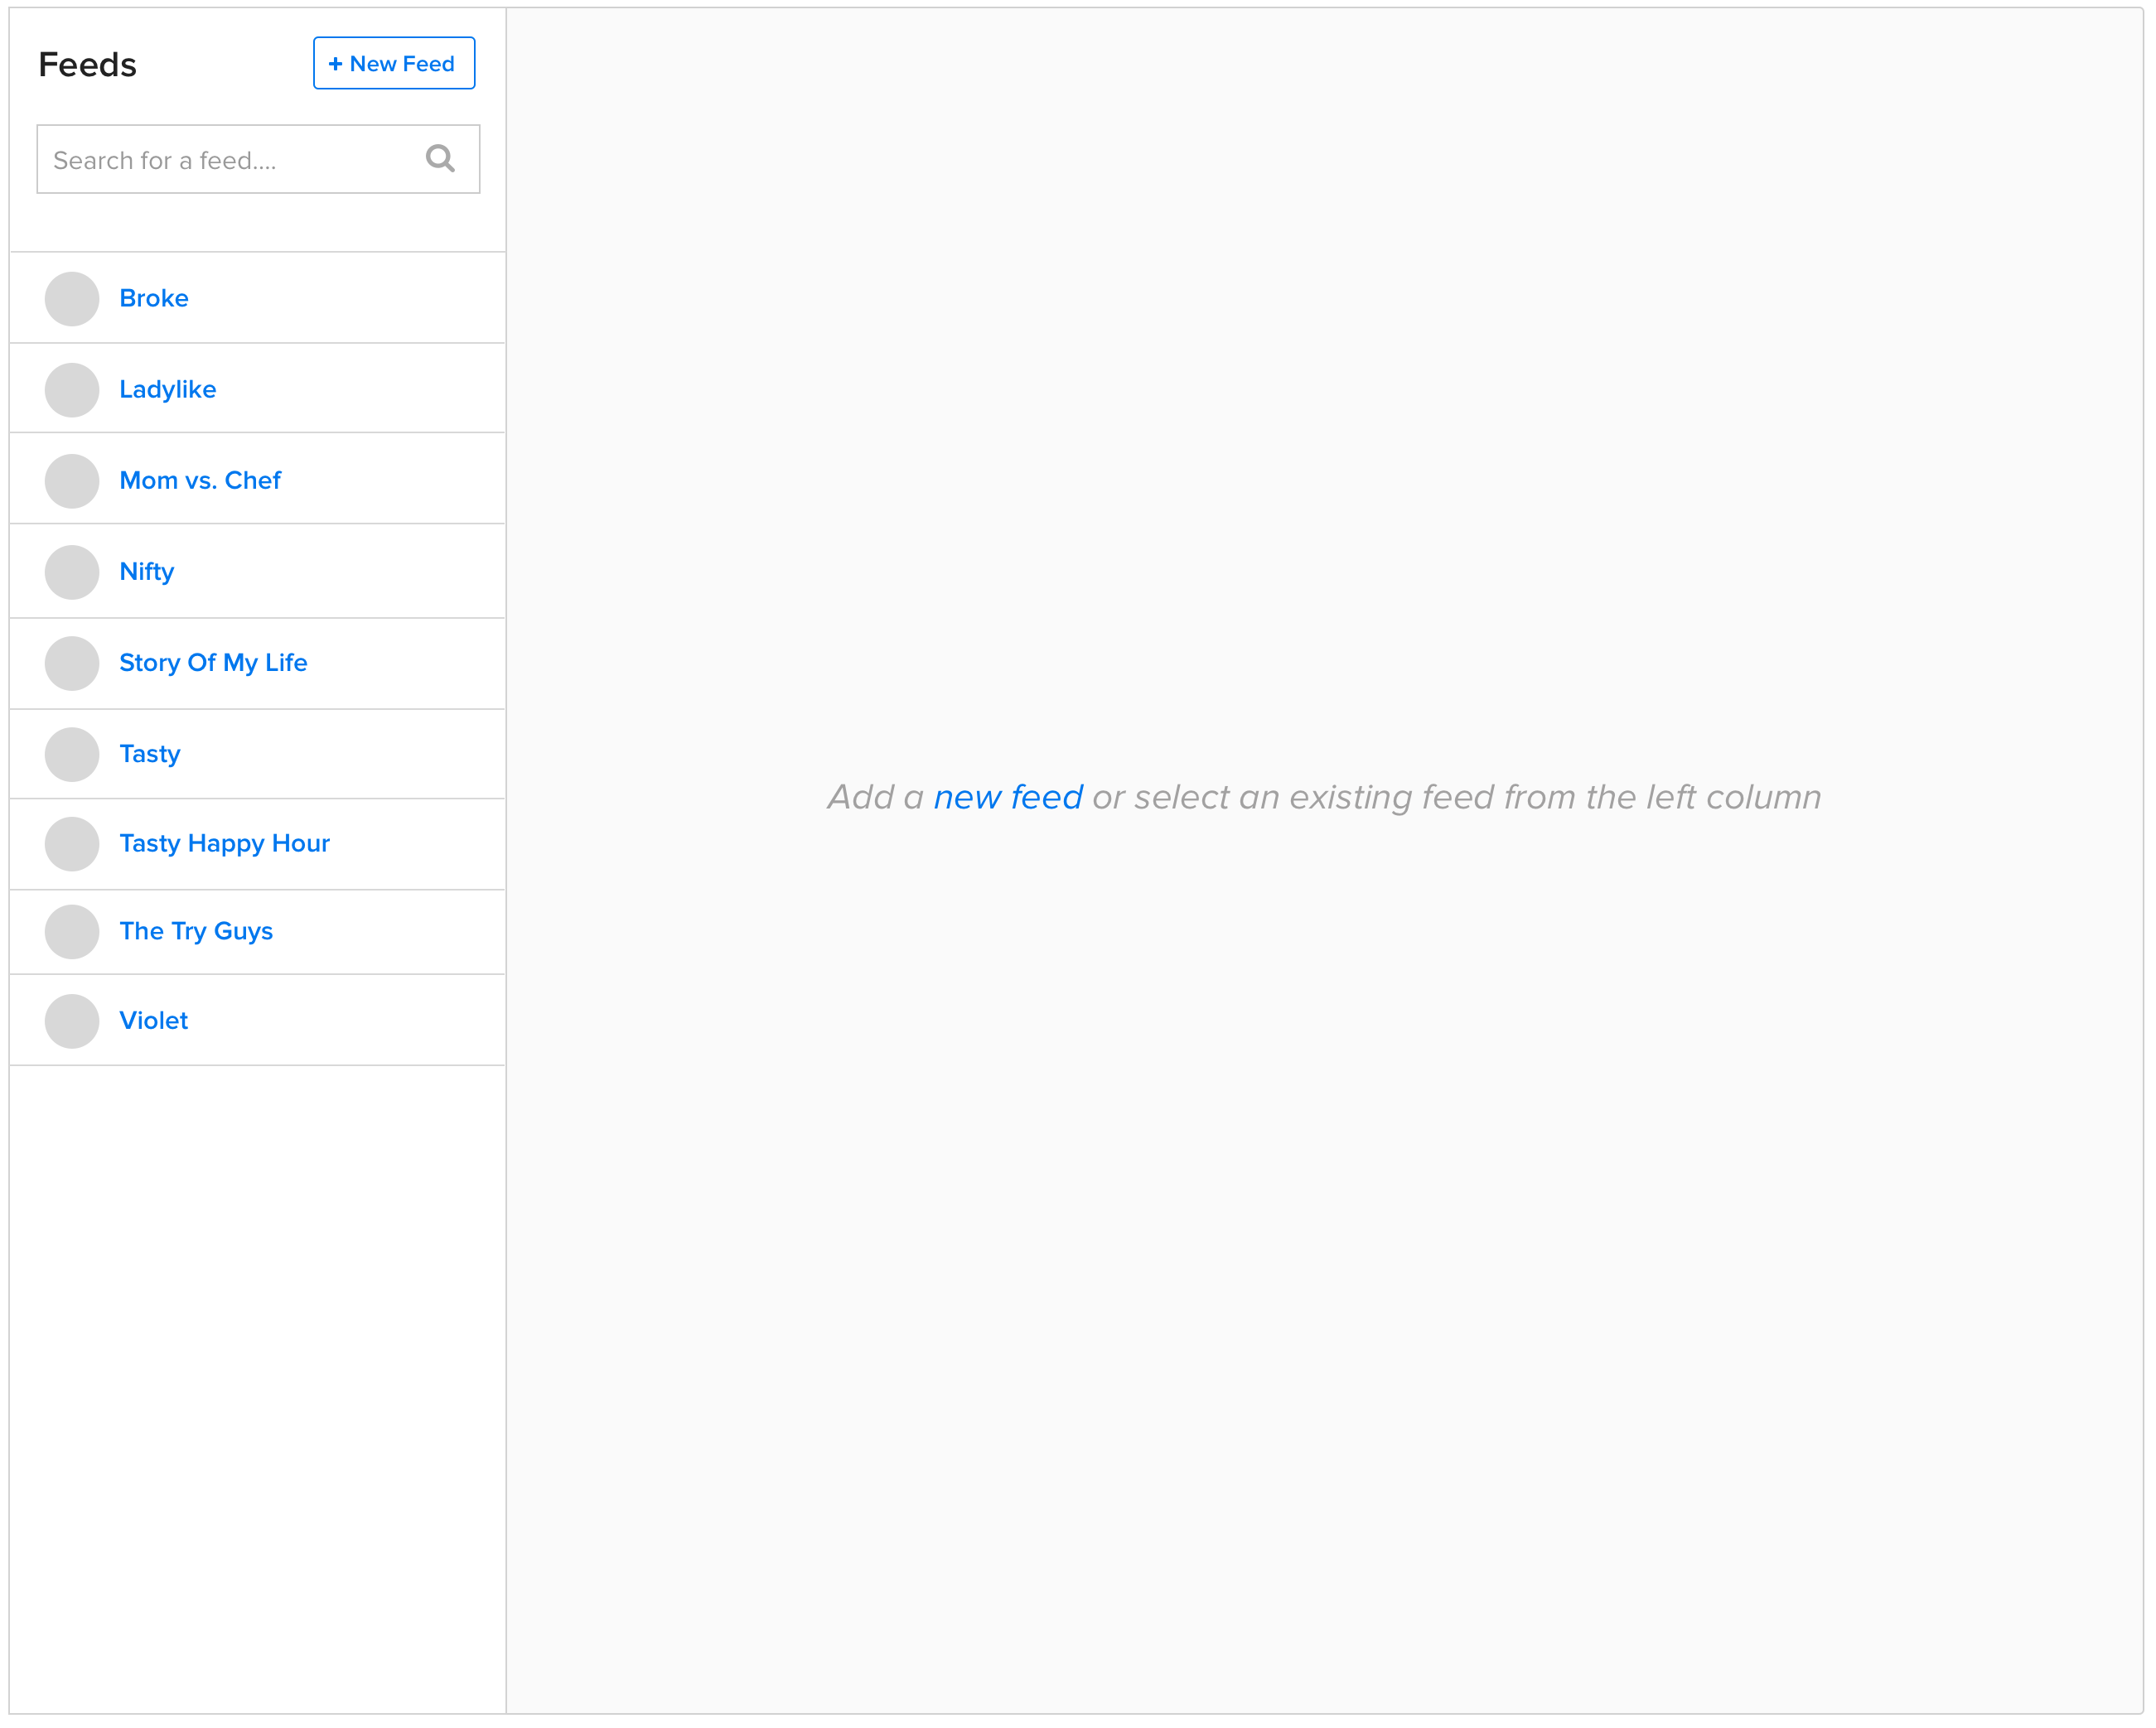 Feeds
+ New Feed
Search for a feed....
Broke
Ladylike
Mom vs. Chef
Nifty
Story Of My Life
Tasty
Tasty Happy Hour
The Try Guys
Violet
Add a new feed or select an existing feed from the left column